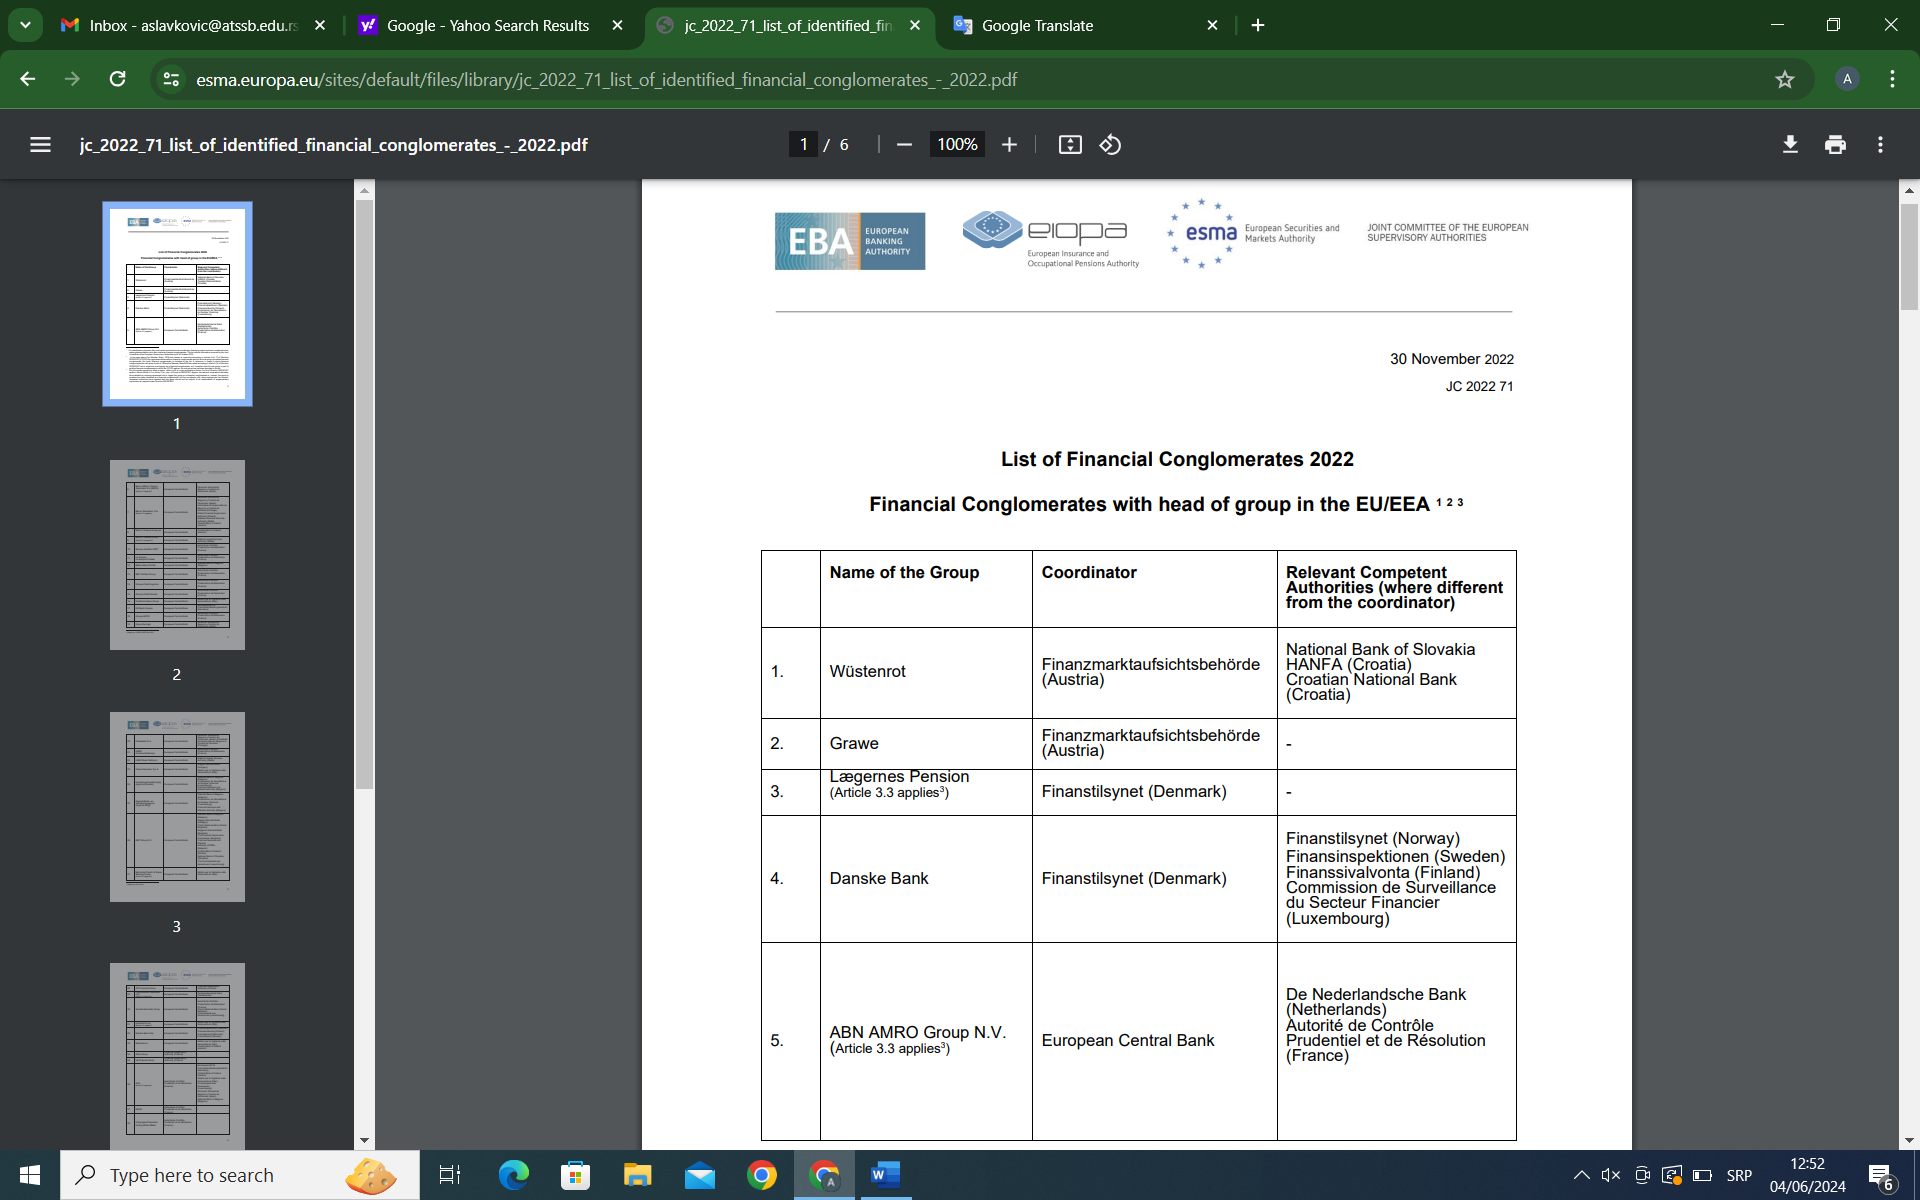 Inbox - aslavkovic@atssb.edu.rs
Google - Yahoo Search Results
jc_2022_71_list_of_identified_fin
Google Translate
esma.europa.eu/sites/default/files/library/jc_2022_71_list_of_identified_financial_conglomerates_-_2022.pdf
A
jc_2022_71_list_of_identified_financial_conglomerates_-_2022.pdf
1 / 6
100%
1
2
3
EBA EUROPEAN BANKING AUTHORITY
eiopa
European Insurance and
Occupational Pensions Authority
esma European Securities and
Markets Authority
JOINT COMMITTEE OF THE EUROPEAN
SUPERVISORY AUTHORITIES
30 November 2022
JC 2022 71
List of Financial Conglomerates 2022
Financial Conglomerates with head of group in the EU/EEA ¹ ² ³
Name of the Group
Coordinator
Relevant Competent
Authorities (where different
from the coordinator)
1.
Wüstenrot
Finanzmarktaufsichtsbehörde
(Austria)
National Bank of Slovakia
HANFA (Croatia)
Croatian National Bank
(Croatia)
2.
Grawe
Finanzmarktaufsichtsbehörde
(Austria)
-
3.
Lægernes Pension
(Article 3.3 applies³)
Finanstilsynet (Denmark)
-
4.
Danske Bank
Finanstilsynet (Denmark)
Finanstilsynet (Norway)
Finansinspektionen (Sweden)
Finanssivalvonta (Finland)
Commission de Surveillance
du Secteur Financier
(Luxembourg)
5.
ABN AMRO Group N.V.
(Article 3.3 applies³)
European Central Bank
De Nederlandsche Bank
(Netherlands)
Autorité de Contrôle
Prudentiel et de Résolution
(France)
Type here to search
SRP
12:52
04/06/2024
6